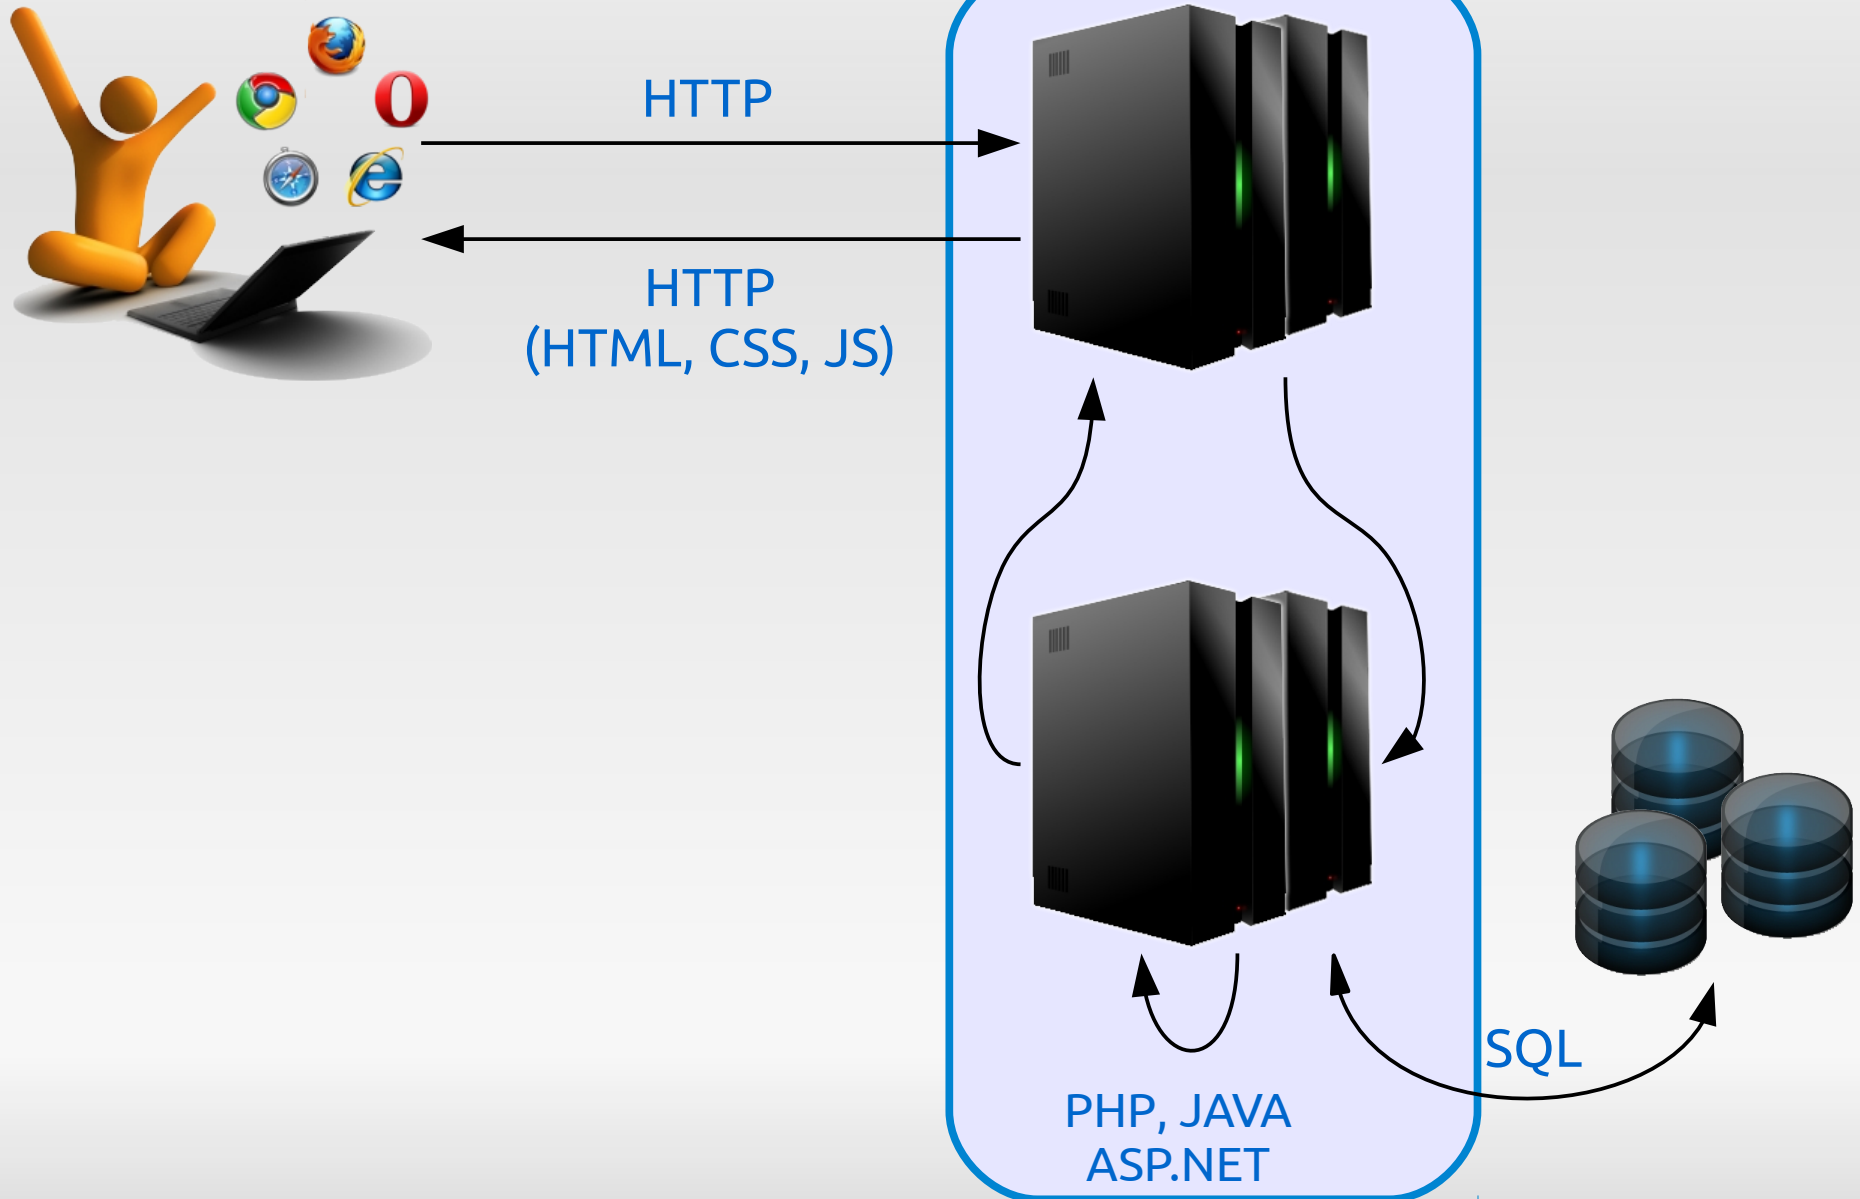 HTTP
HTTP
(HTML, CSS, JS)
SQL
PHP, JAVA
ASP.NET